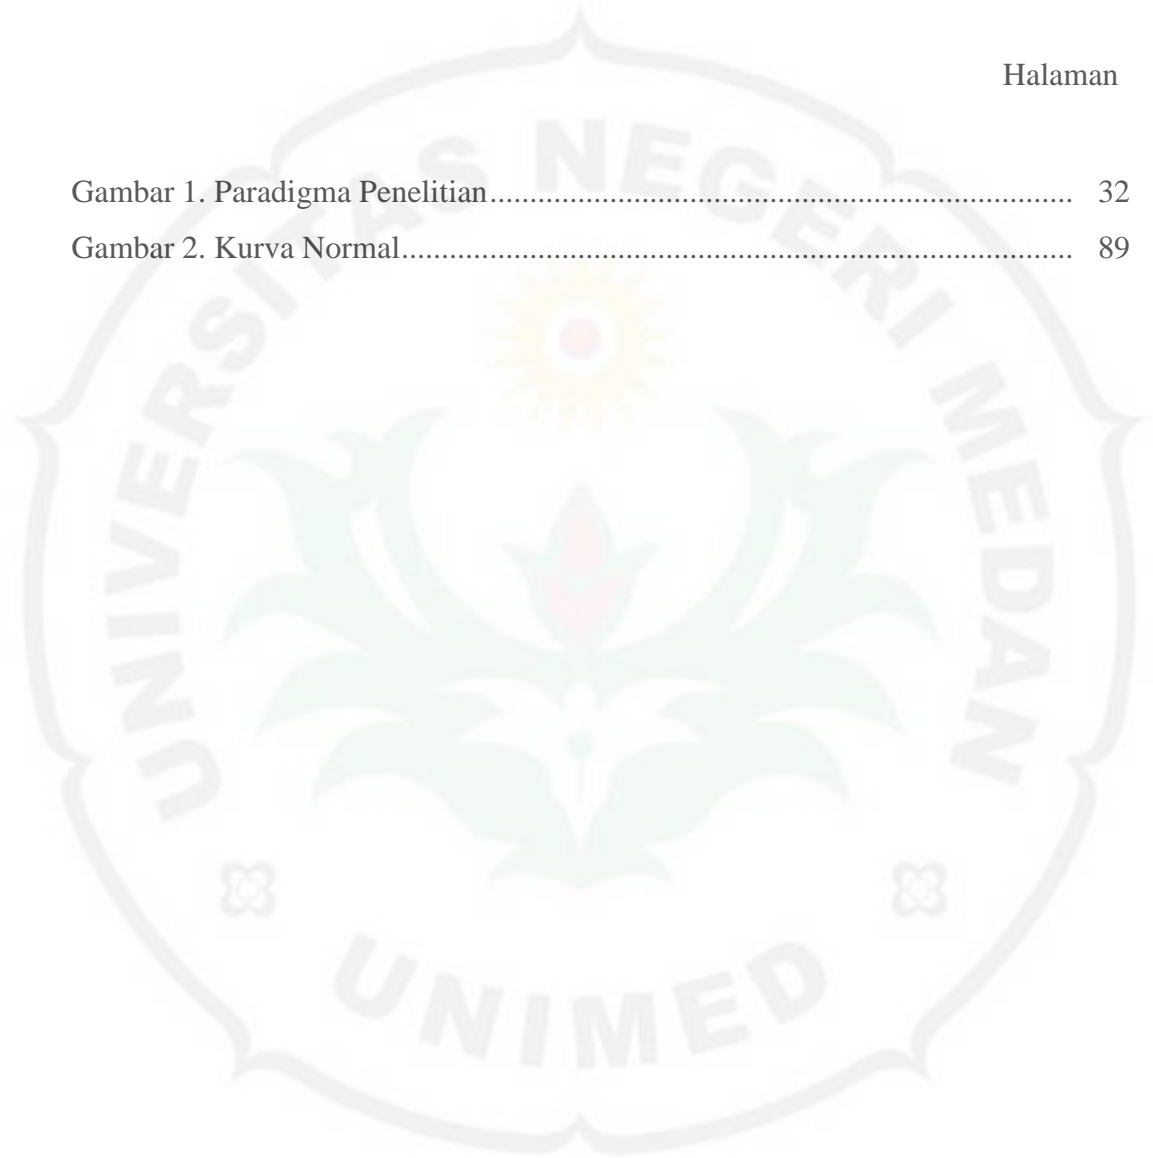 Halaman
Gambar 1. Paradigma Penelitian........................................................................ 32
Gambar 2. Kurva Normal................................................................................... 89
UNIVERSITAS NEGERI MEDAN
UNIMED